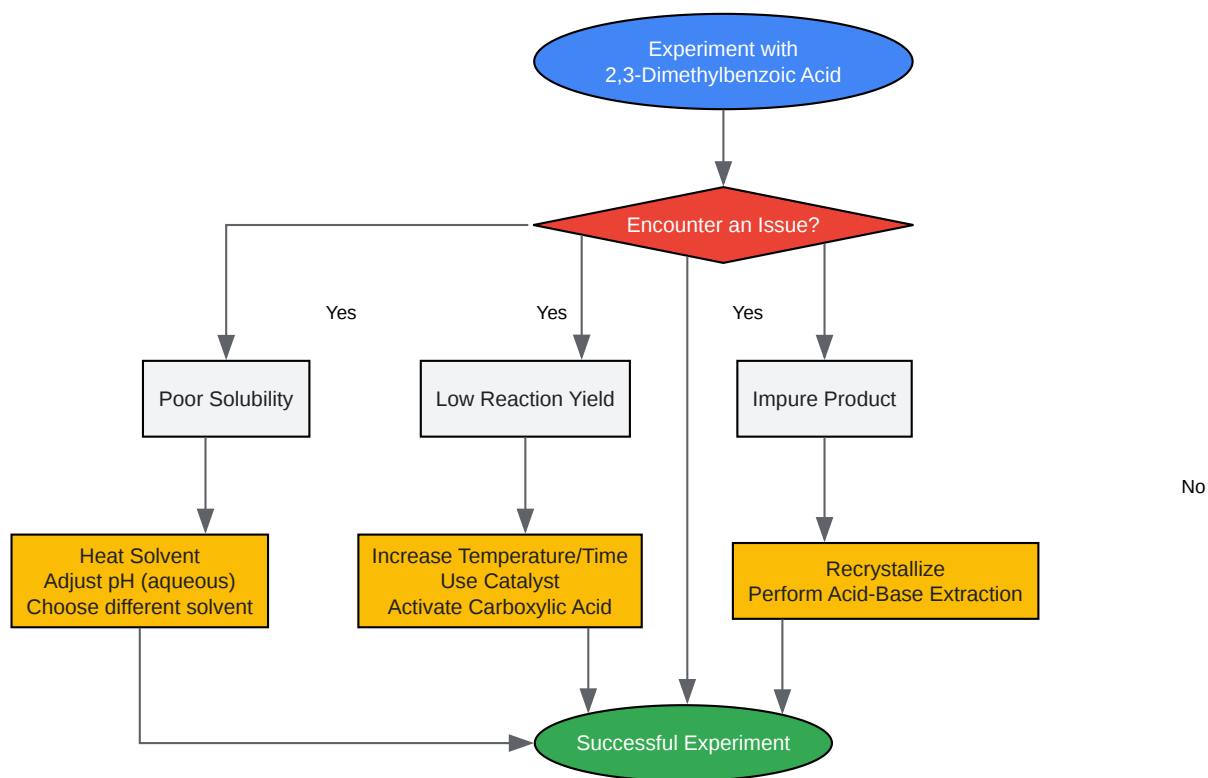 Experiment with
2,3-Dimethylbenzoic Acid
Encounter an Issue?
Yes
Yes
Yes
Poor Solubility
Low Reaction Yield
Impure Product
No
Heat Solvent
Adjust pH (aqueous)
Choose different solvent
Increase Temperature/Time
Use Catalyst
Activate Carboxylic Acid
Recrystallize
Perform Acid-Base Extraction
Successful Experiment